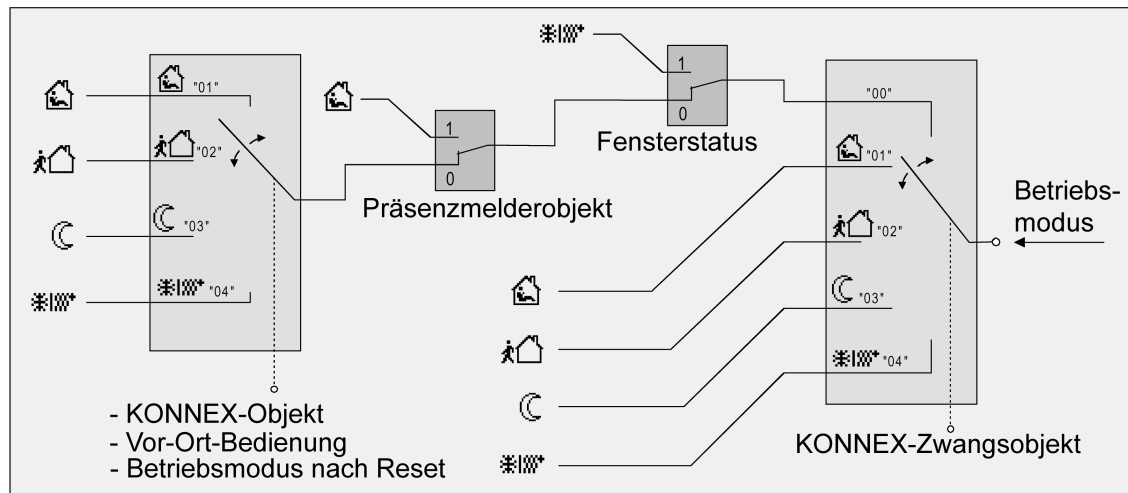 "01"
"02"
"03"
"04"
- KONNEX-Objekt
- Vor-Ort-Bedienung
- Betriebsmodus nach Reset
1
0
Präsenzmelderobjekt
1
0
Fensterstatus
"00"
"01"
"02"
"03"
"04"
KONNEX-Zwangsobjekt
Betriebs-
modus